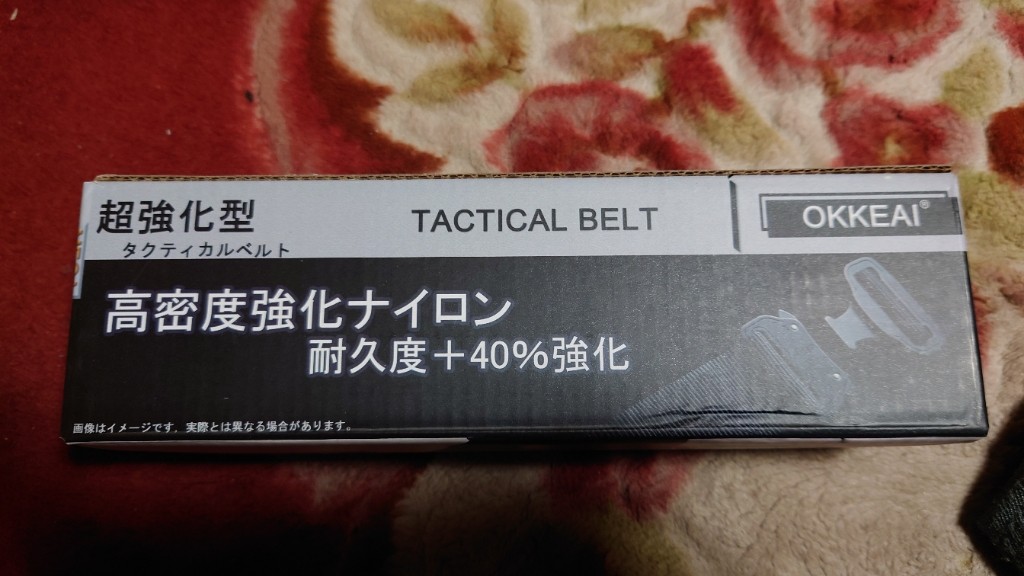 超強化型
タクティカルベルト
TACTICAL BELT
OKKEAI®
高密度強化ナイロン
耐久度＋40%強化
画像はイメージです。実際とは異なる場合があります。